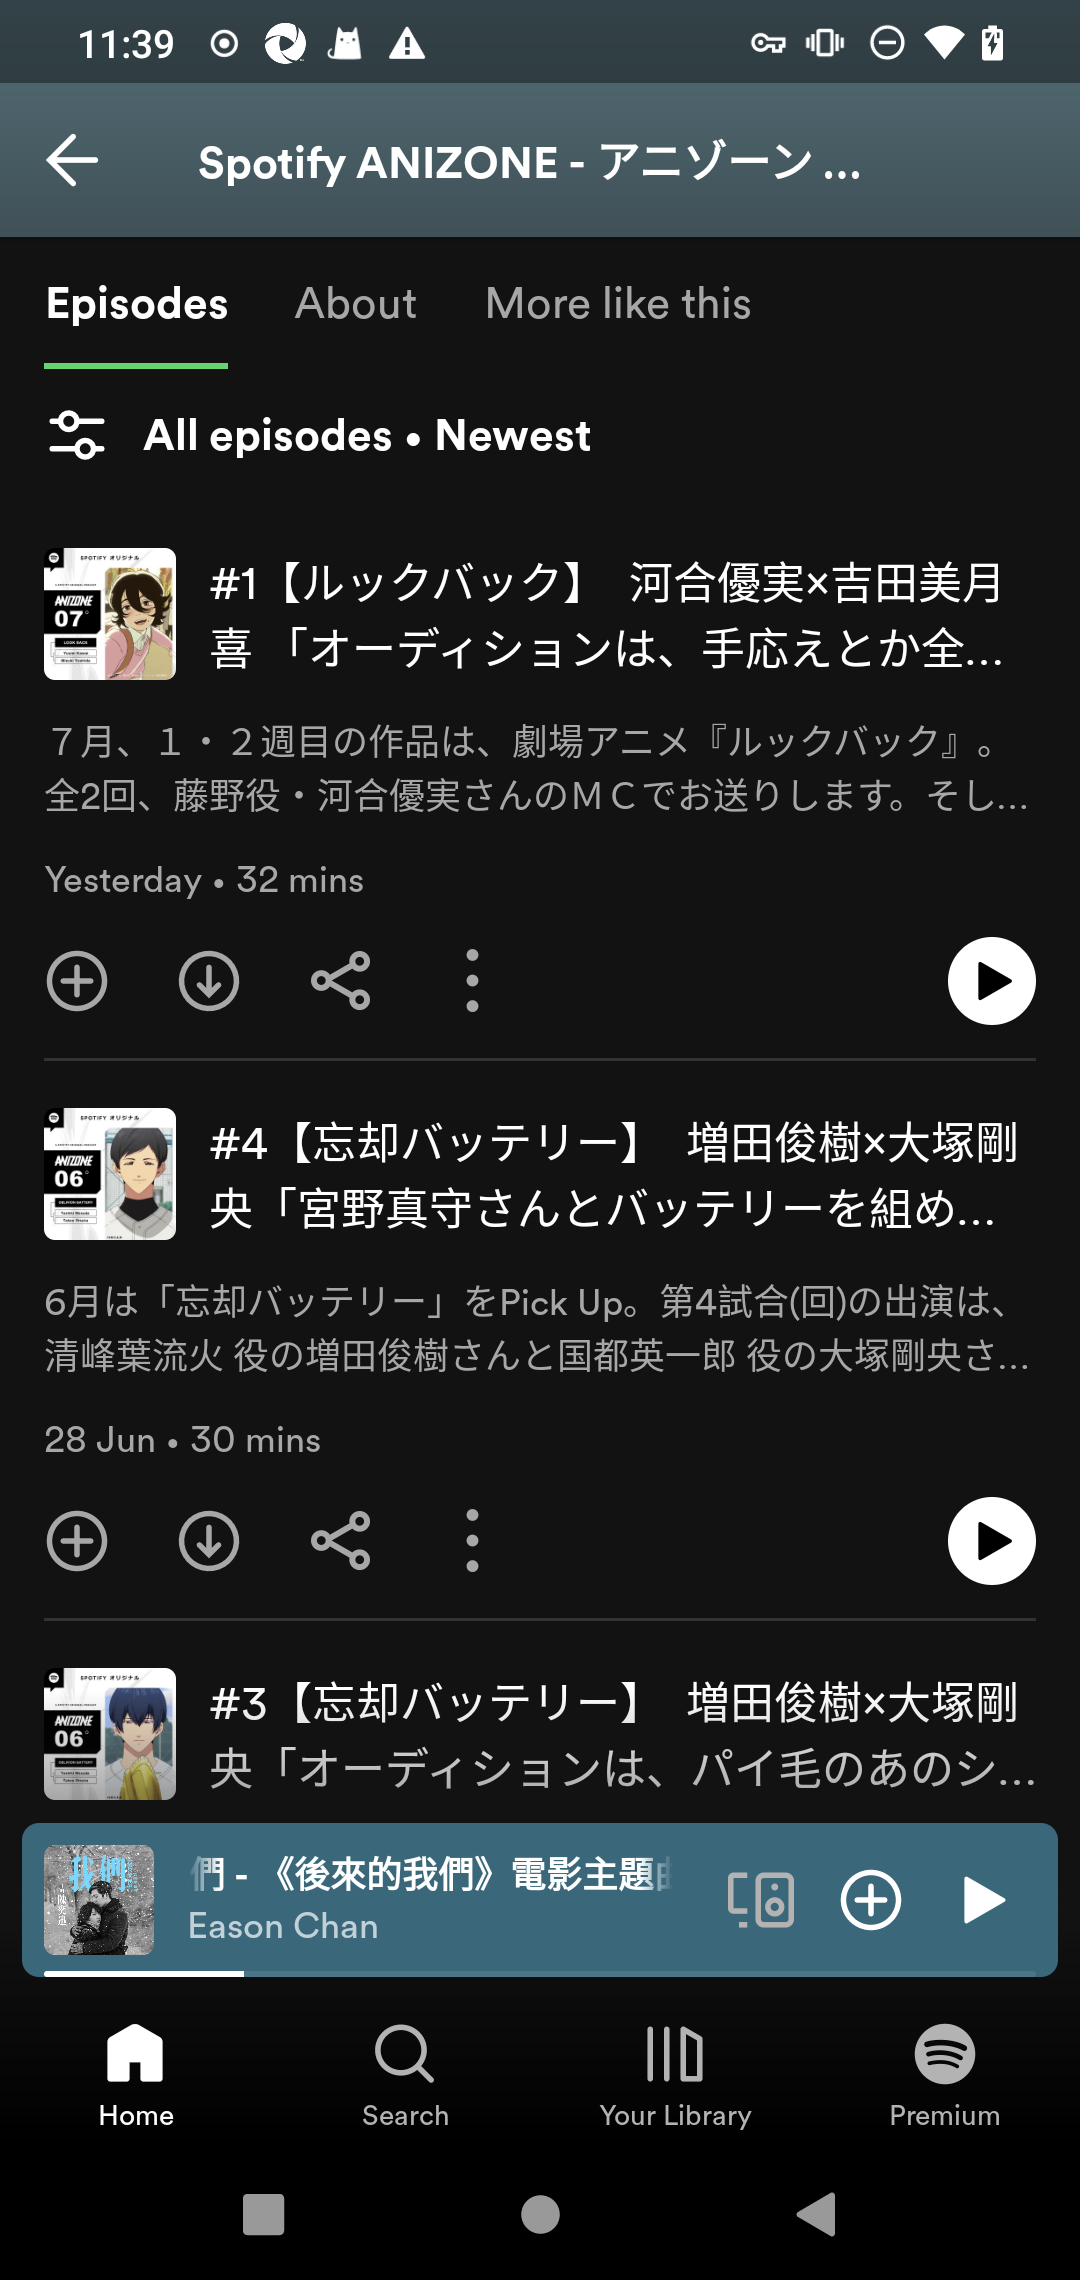 11:39
Spotify ANIZONE - アニゾーン ...
Episodes About More like this
All episodes • Newest
SPOTIFY オリジナル
ANIZONE
07
LOOK BACK
#1【ルックバック】 河合優実×吉田美月
喜 「オーディションは、手応えとか全...
７月、１・２週目の作品は、劇場アニメ『ルックバック』。
全2回、藤野役・河合優実さんのＭＣでお送りします。そし...
Yesterday • 32 mins
SPOTIFY オリジナル
ANIZONE
06
#4【忘却バッテリー】 増田俊樹×大塚剛
央「宮野真守さんとバッテリーを組め...
6月は「忘却バッテリー」をPick Up。第4試合(回)の出演は、
清峰葉流火 役の増田俊樹さんと国都英一郎 役の大塚剛央さ...
28 Jun • 30 mins
SPOTIFY オリジナル
ANIZONE
06
#3【忘却バッテリー】 増田俊樹×大塚剛
央「オーディションは、パイ毛のあのシ...
我們
們 - 《後來的我們》電影主題曲
Eason Chan
Home Search Your Library Premium